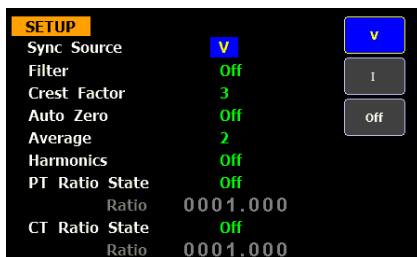 SETUP
Sync Source V
Filter Off
Crest Factor 3
Auto Zero Off
Average 2
Harmonics Off
PT Ratio State Off
Ratio 0001.000
CT Ratio State Off
Ratio 0001.000
V
I
Off